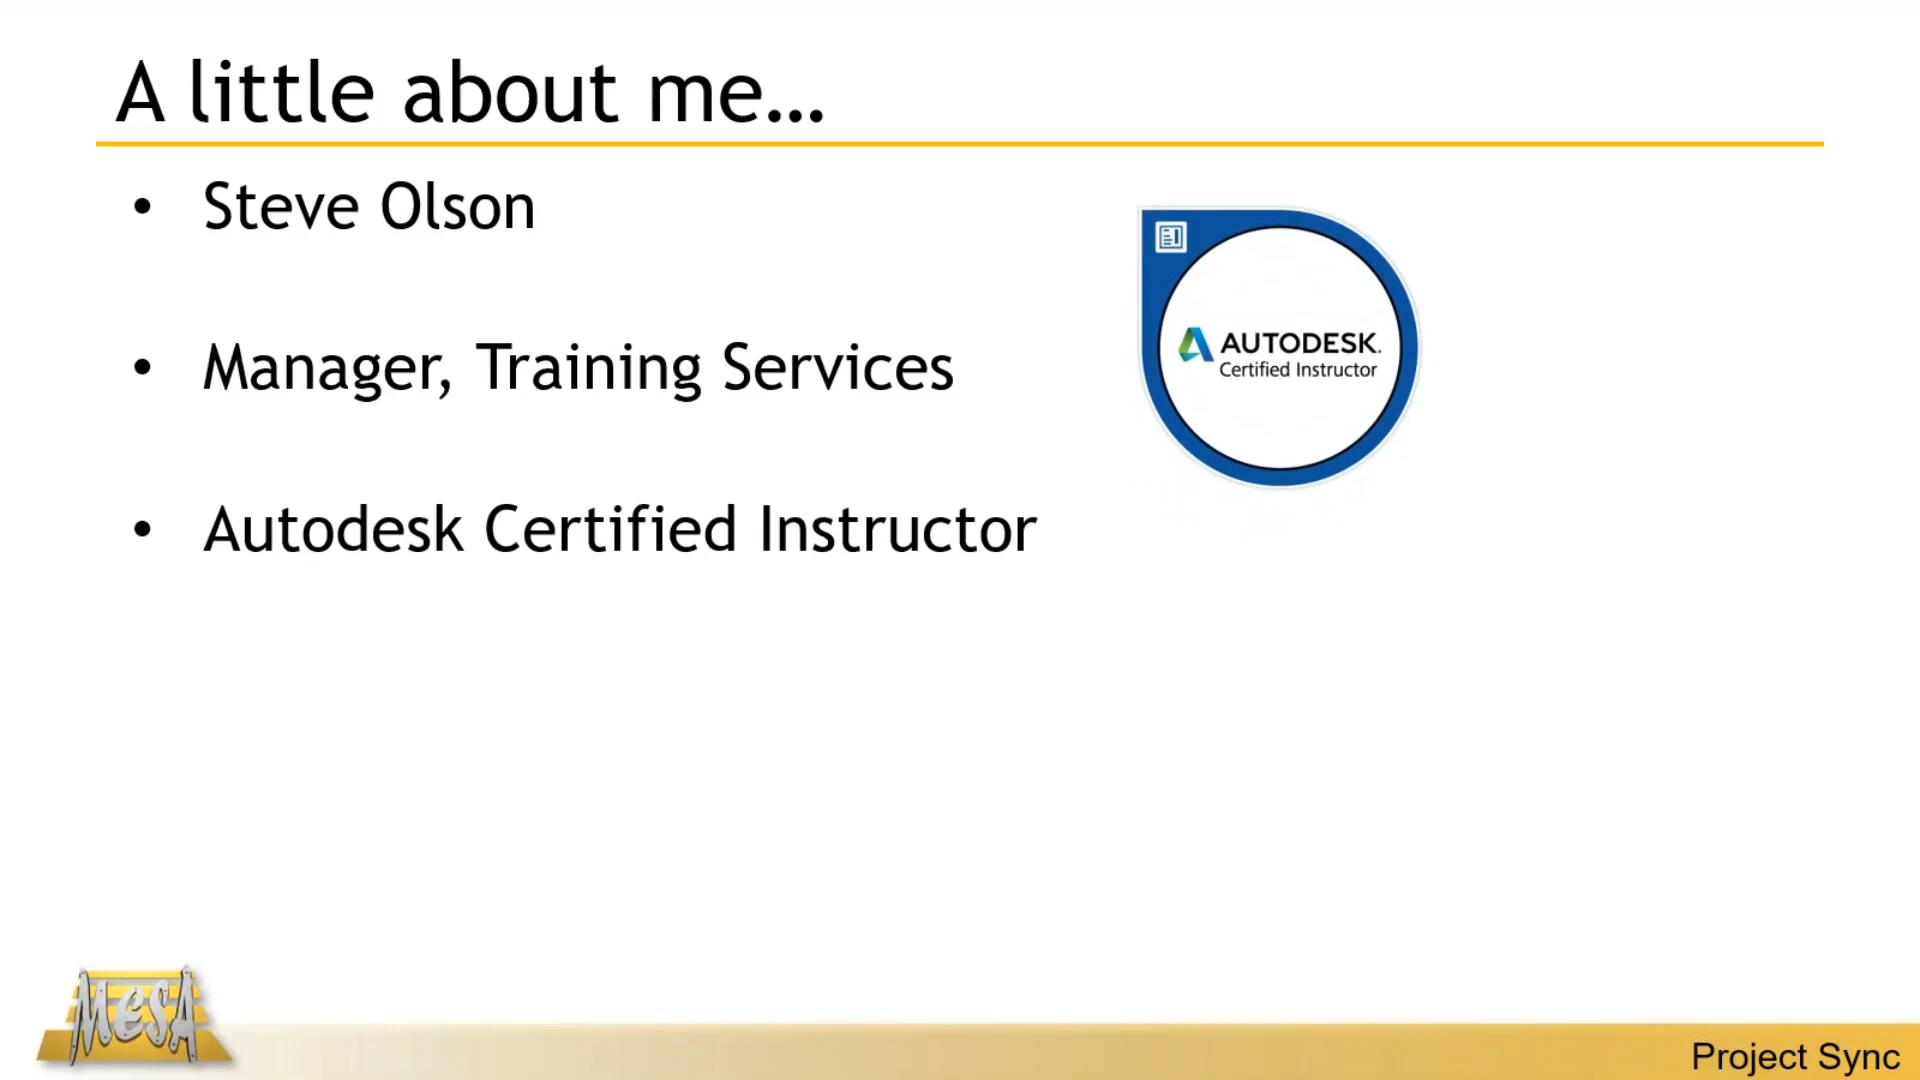 A little about me…
• Steve Olson
• Manager, Training Services
• Autodesk Certified Instructor
AUTODESK.
Certified Instructor
MESA
Project Sync